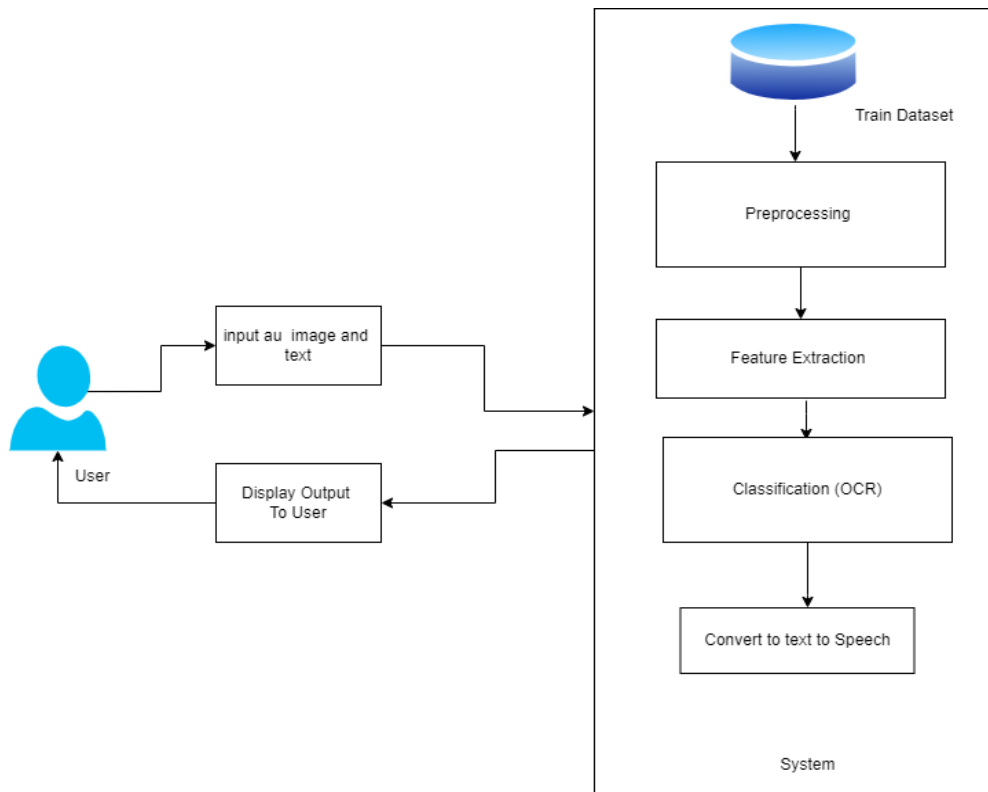 Train Dataset
Preprocessing
input au image and
text
Feature Extraction
User
Display Output
To User
Classification (OCR)
Convert to text to Speech
System